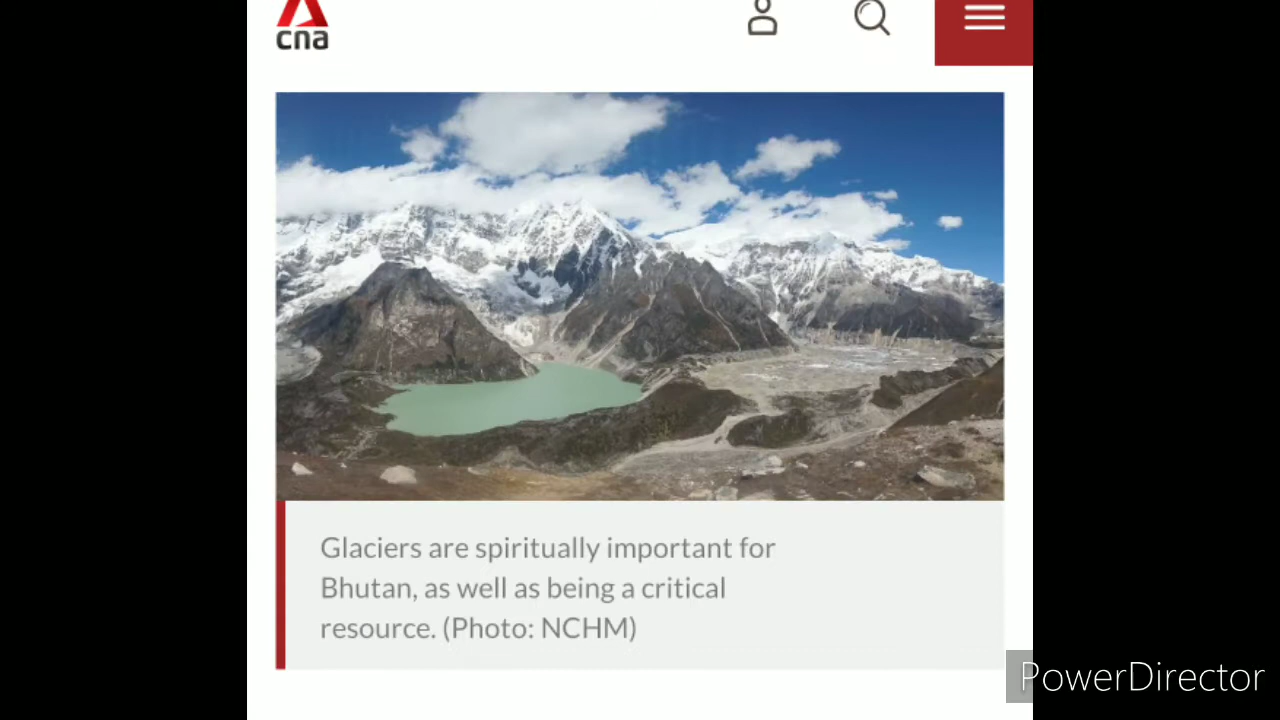 cna
Glaciers are spiritually important for
Bhutan, as well as being a critical
resource. (Photo: NCHM)
PowerDirector